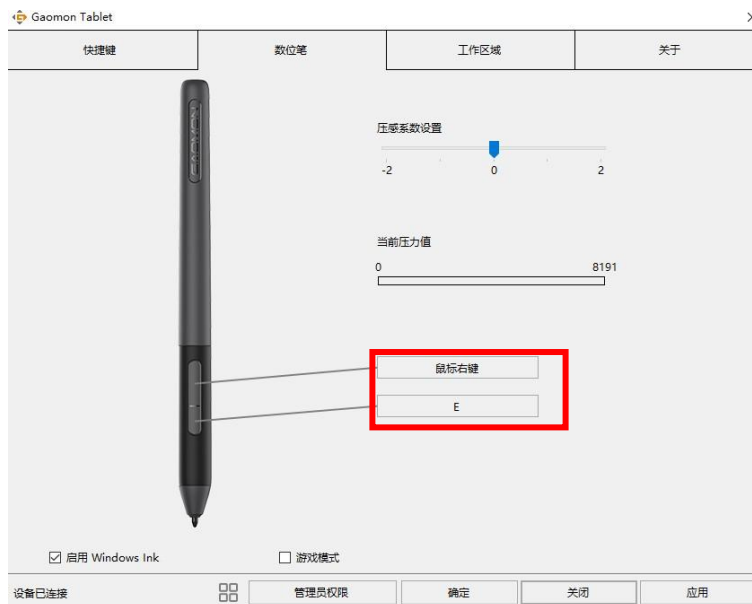 Gaomon Tablet
快捷键 数位笔 工作区域 关于
GAOMON
压感系数设置
-2 0 2
当前压力值
0 8191
鼠标右键
E
启用 Windows Ink 游戏模式
设备已连接 管理员权限 确定 关闭 应用